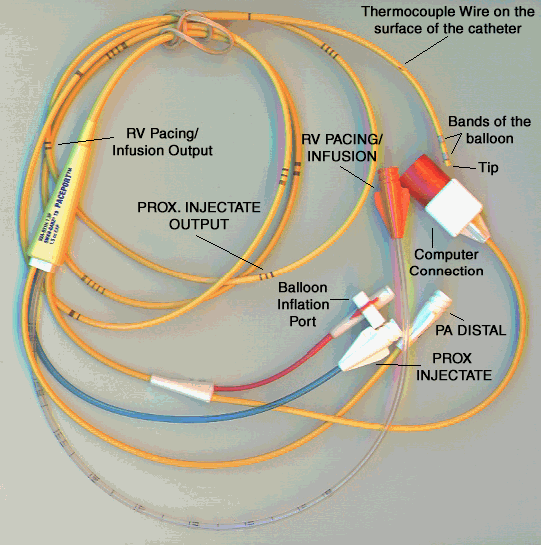 Thermocouple Wire on the
surface of the catheter
Bands of the
balloon
Tip
RV Pacing/
Infusion Output
RV PACING/
INFUSION
PROX. INJECTATE
OUTPUT
Computer
Connection
Balloon
Inflation
Port
PA DISTAL
PROX
INJECTATE
PACEPORT™